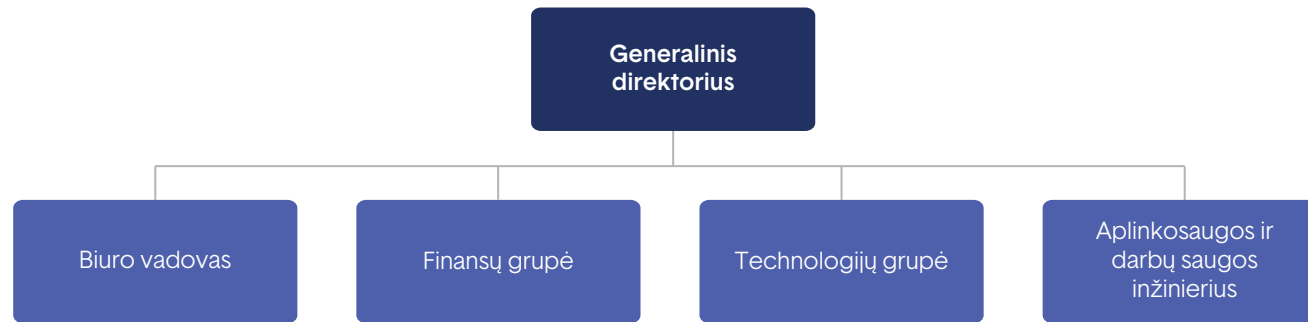 Generalinis
direktorius
Biuro vadovas
Finansų grupė
Technologijų grupė
Aplinkosaugos ir
darbų saugos
inžinierius